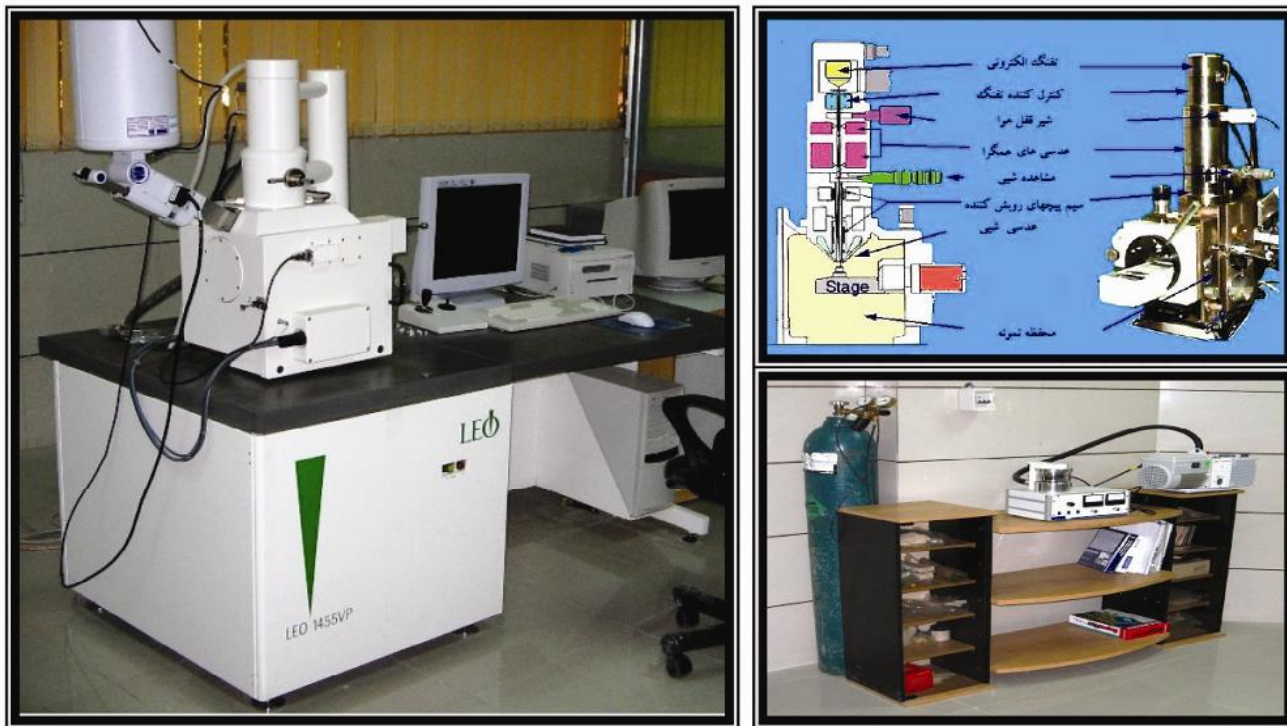 LEO
LEO 1455VP
تفنگ الکترونی
کنترل کننده تفنگ
شیر قفل هوا
عدسی های همگرا
مشاهده شیی
سیم پیچهای روبش کننده
عدسی شیی
Stage
محفظه نمونه